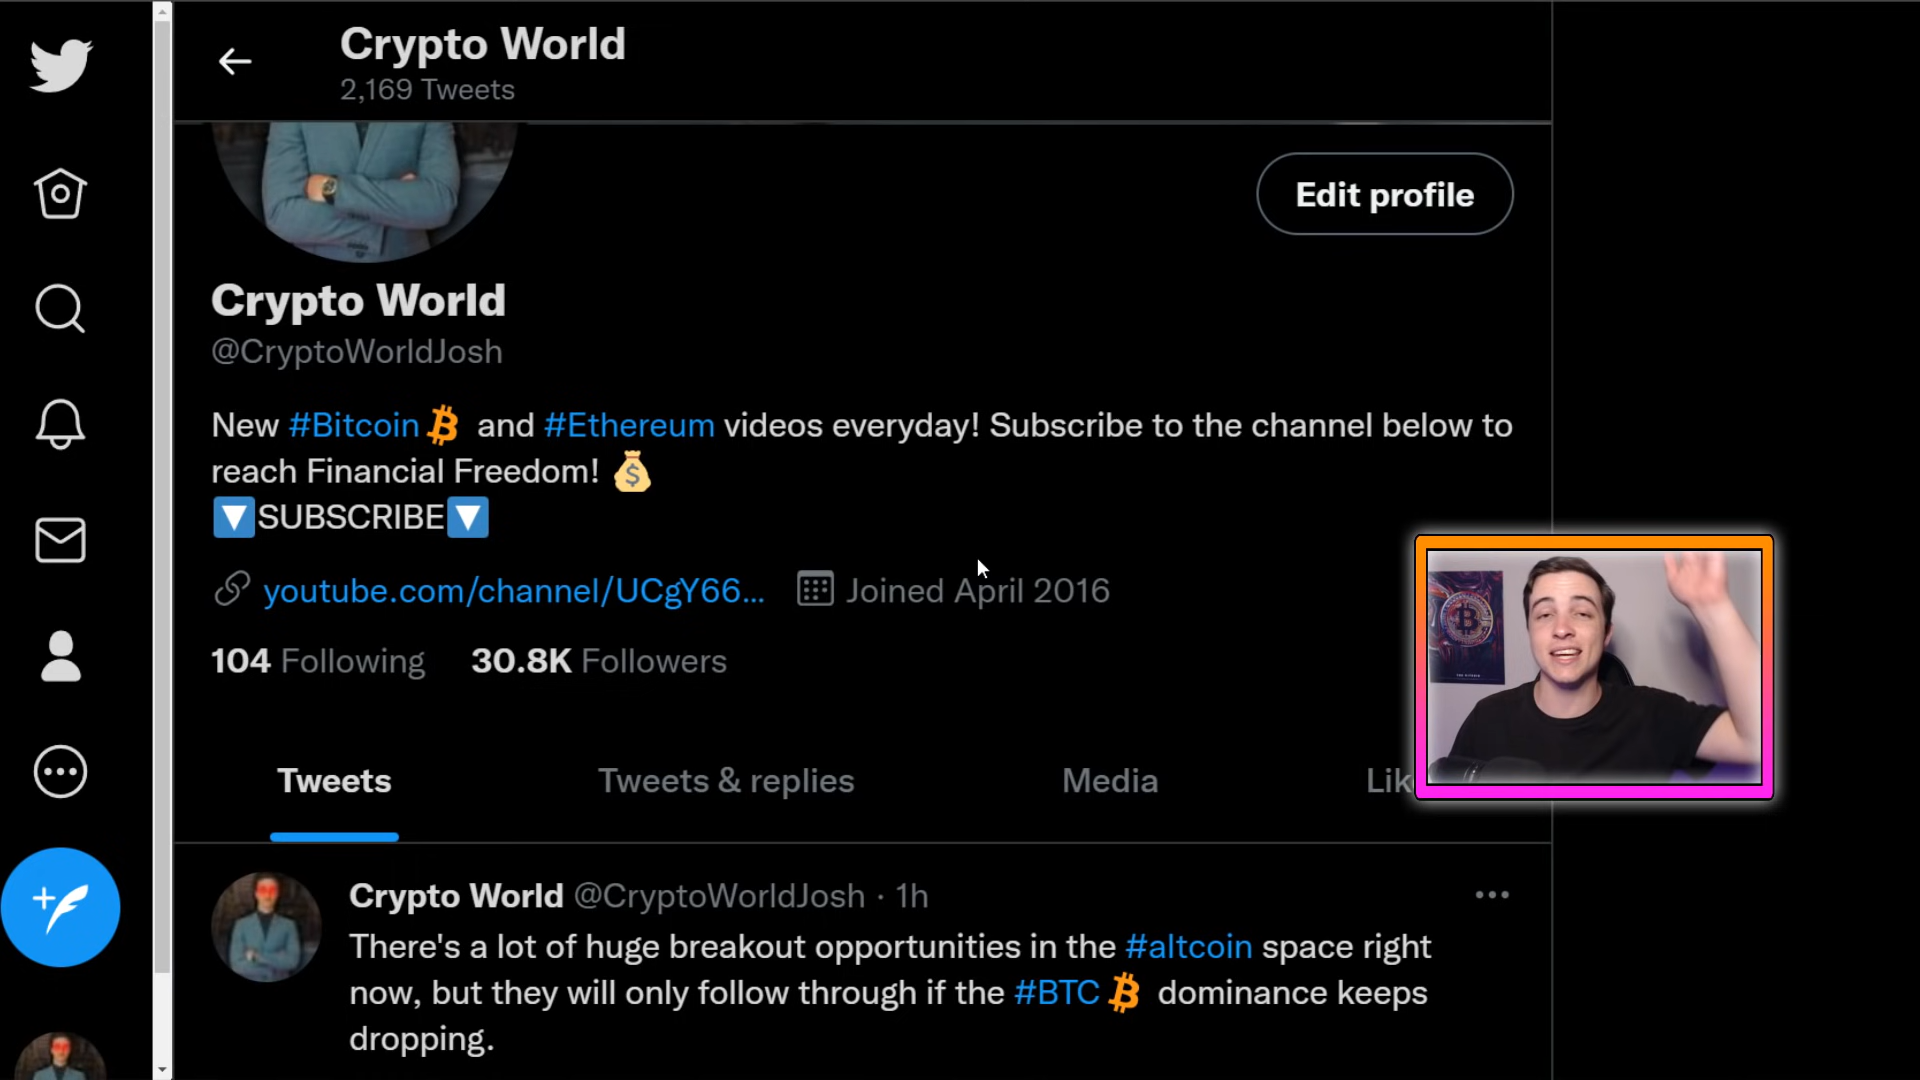 Crypto World
2,169 Tweets
Edit profile
Crypto World
@CryptoWorldJosh
New #Bitcoin and #Ethereum videos everyday! Subscribe to the channel below to
reach Financial Freedom! 💰
🔽SUBSCRIBE🔽
youtube.com/channel/UCgY66... Joined April 2016
104 Following 30.8K Followers
Tweets Tweets & replies Media Lik
Crypto World @CryptoWorldJosh · 1h
There's a lot of huge breakout opportunities in the #altcoin space right
now, but they will only follow through if the #BTC dominance keeps
dropping.